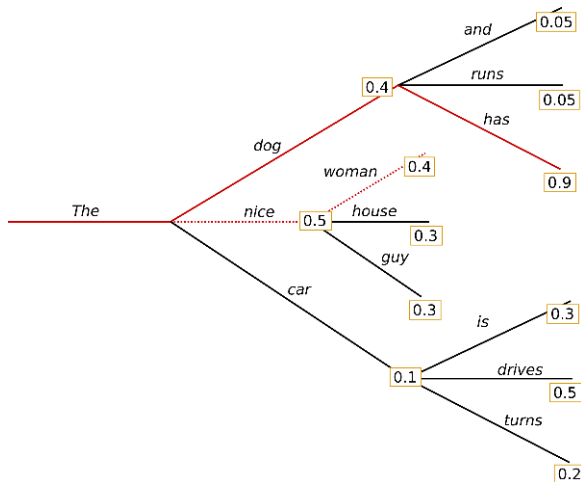 and
0.05
runs
0.05
0.4
has
0.9
dog
woman
0.4
The
nice
0.5
house
0.3
guy
0.3
car
is
0.3
0.1
drives
0.5
turns
0.2